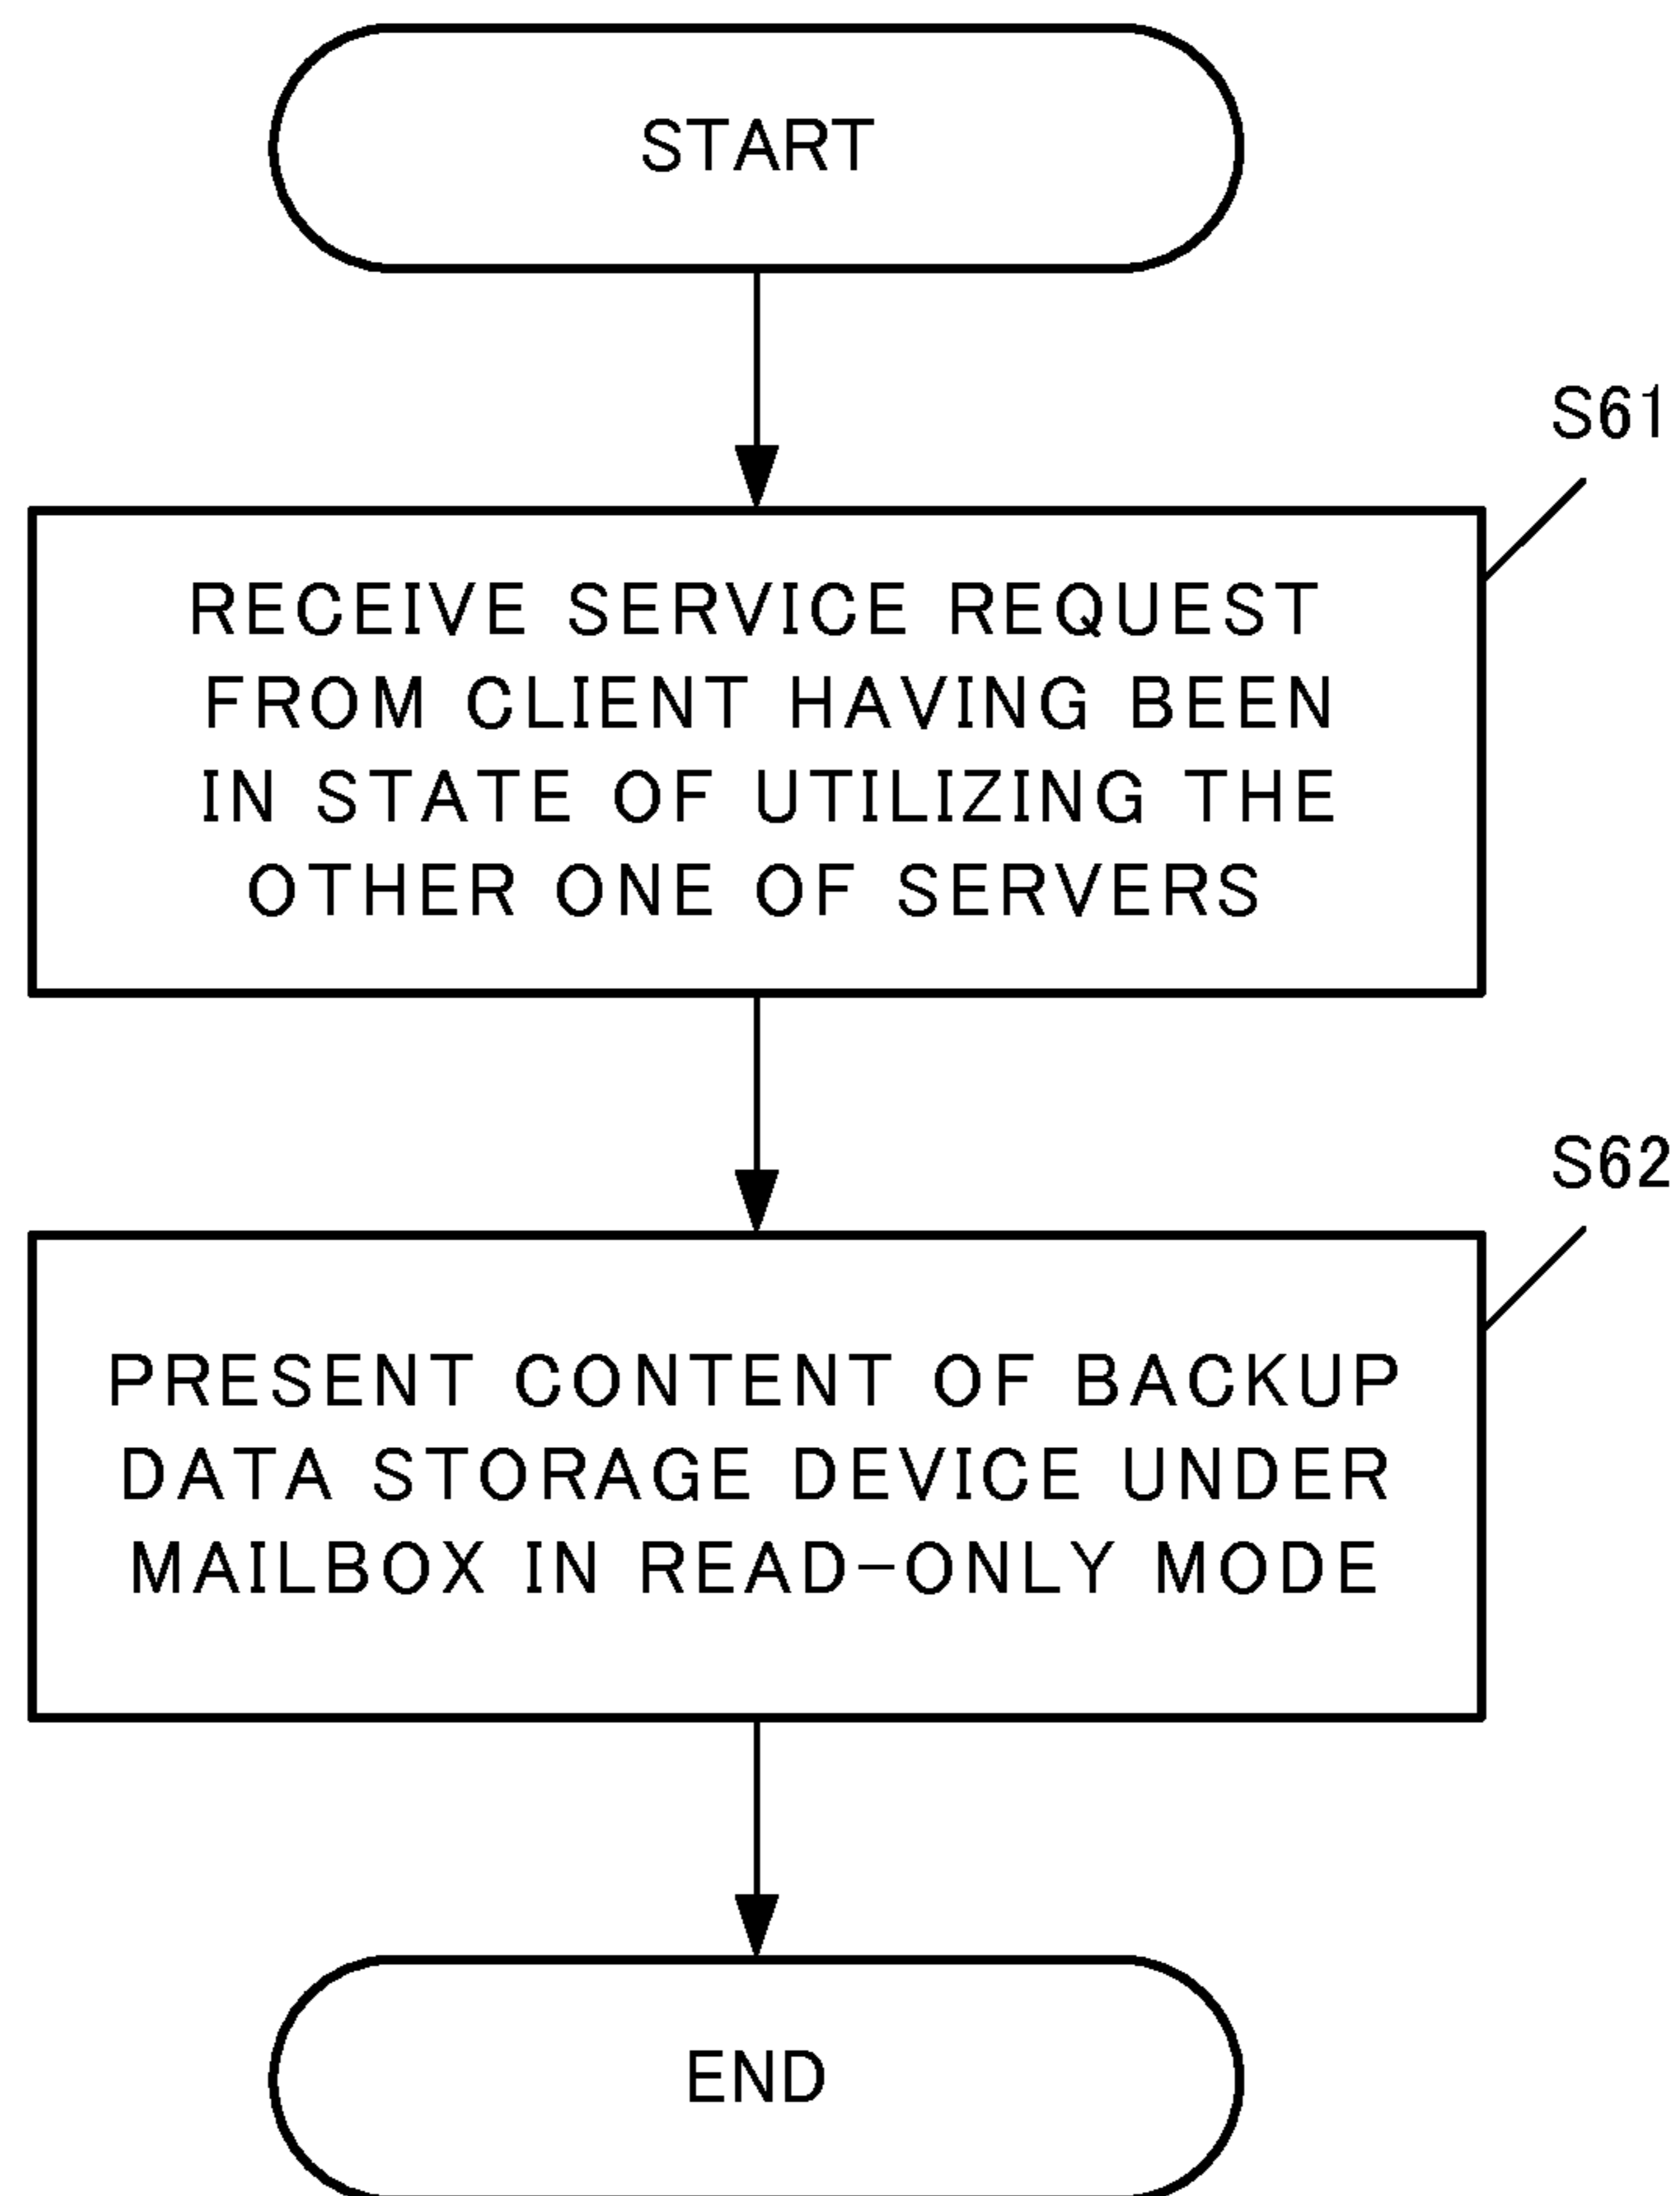 START
S61
RECEIVE SERVICE REQUEST
FROM CLIENT HAVING BEEN
IN STATE OF UTILIZING THE
OTHER ONE OF SERVERS
S62
PRESENT CONTENT OF BACKUP
DATA STORAGE DEVICE UNDER
MAILBOX IN READ-ONLY MODE
END